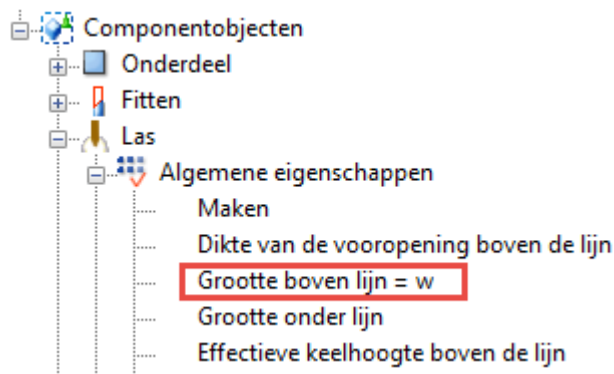 Componentobjecten
Onderdeel
Fitten
Las
Algemene eigenschappen
Maken
Dikte van de vooropening boven de lijn
Grootte boven lijn = w
Grootte onder lijn
Effectieve keelhoogte boven de lijn